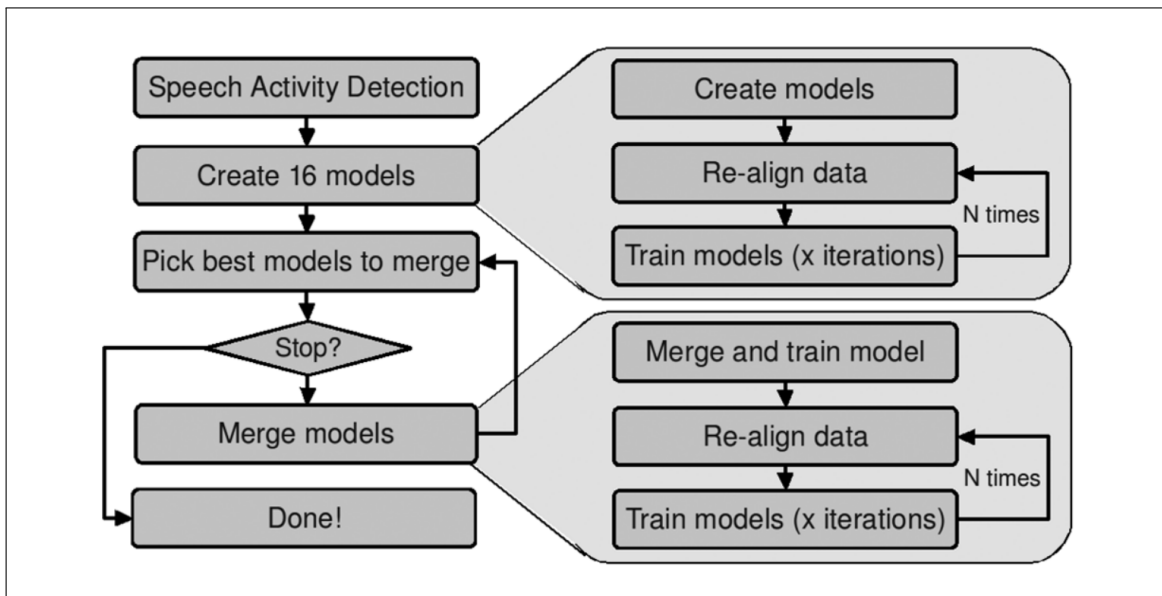 Speech Activity Detection
Create 16 models
Pick best models to merge
Stop?
Merge models
Done!
Create models
Re-align data
N times
Train models (x iterations)
Merge and train model
Re-align data
N times
Train models (x iterations)